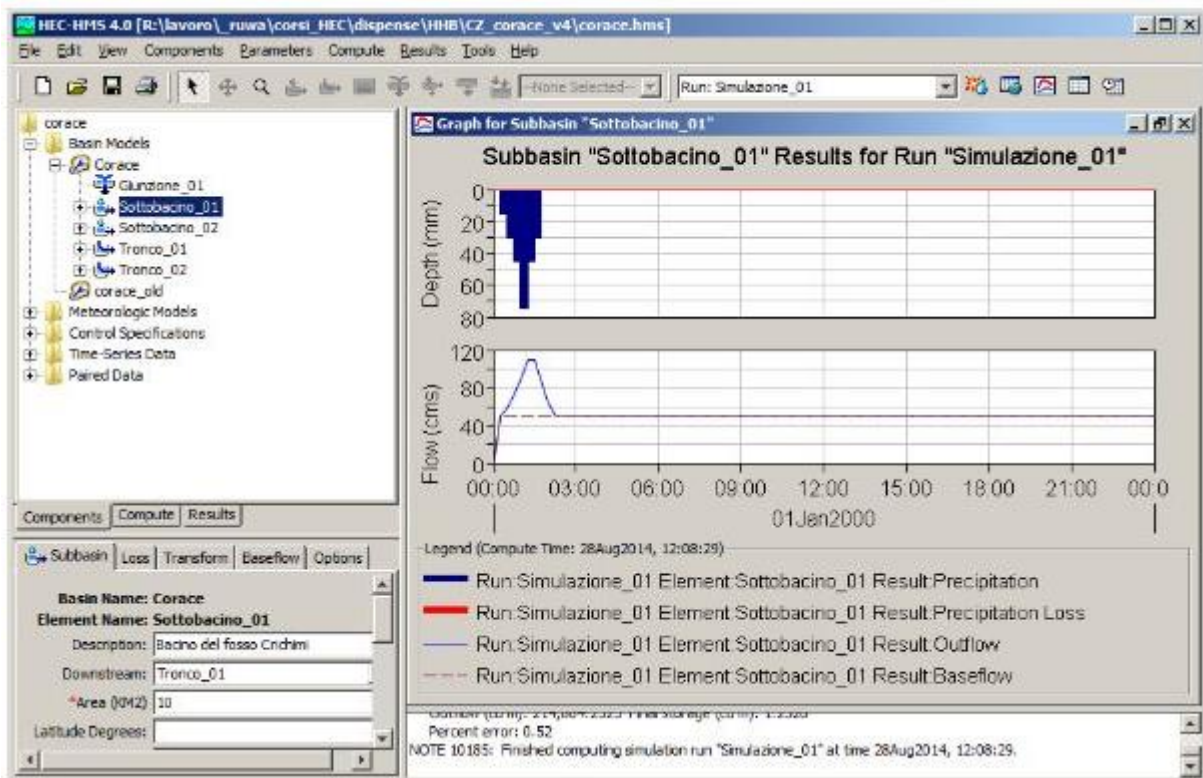 HEC-HMS 4.0 [R:\lavoro\_ruwa\corsi_HEC\dispense\HHB\CZ_corace_v4\corace.hms]
File Edit View Components Parameters Compute Results Tools Help
--None Selected-- Run: Simulazione_01
corace
Basin Models
Corace
Giunzione_01
Sottobacino_01
Sottobacino_02
Tronco_01
Tronco_02
corace_old
Meteorologic Models
Control Specifications
Time-Series Data
Paired Data
Components Compute Results
Subbasin Loss Transform Baseflow Options
Basin Name: Corace
Element Name: Sottobacino_01
Description: Bacino del fosso Crichimi
Downstream: Tronco_01
*Area (KM2) 10
Latitude Degrees:
Graph for Subbasin "Sottobacino_01"
Subbasin "Sottobacino_01" Results for Run "Simulazione_01"
Depth (mm)
0
20
40
60
80
Flow (cms)
120
80
40
0
00:00 03:00 06:00 09:00 12:00 15:00 18:00 21:00 00:0
01Jan2000
Legend (Compute Time: 28Aug2014, 12:08:29)
Run:Simulazione_01 Element:Sottobacino_01 Result:Precipitation
Run:Simulazione_01 Element:Sottobacino_01 Result:Precipitation Loss
Run:Simulazione_01 Element:Sottobacino_01 Result:Outflow
Run:Simulazione_01 Element:Sottobacino_01 Result:Baseflow
Percent error: 0.52
NOTE 10185: Finished computing simulation run "Simulazione_01" at time 28Aug2014, 12:08:29.